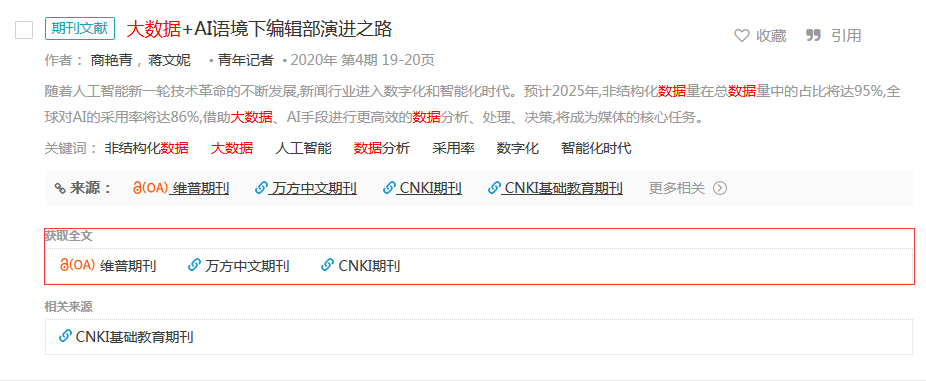 期刊文献 大数据+AI语境下编辑部演进之路 收藏 引用
作者： 商艳青， 蒋文妮 •青年记者 •2020年 第4期 19-20页
随着人工智能新一轮技术革命的不断发展,新闻行业进入数字化和智能化时代。预计2025年,非结构化数据量在总数据量中的占比将达95%,全
球对AI的采用率将达86%,借助大数据、AI手段进行更高效的数据分析、处理、决策,将成为媒体的核心任务。
关键词： 非结构化数据 大数据 人工智能 数据分析 采用率 数字化 智能化时代
来源： (OA) 维普期刊 万方中文期刊 CNKI期刊 CNKI基础教育期刊 更多相关
获取全文
(OA) 维普期刊 万方中文期刊 CNKI期刊
相关来源
CNKI基础教育期刊